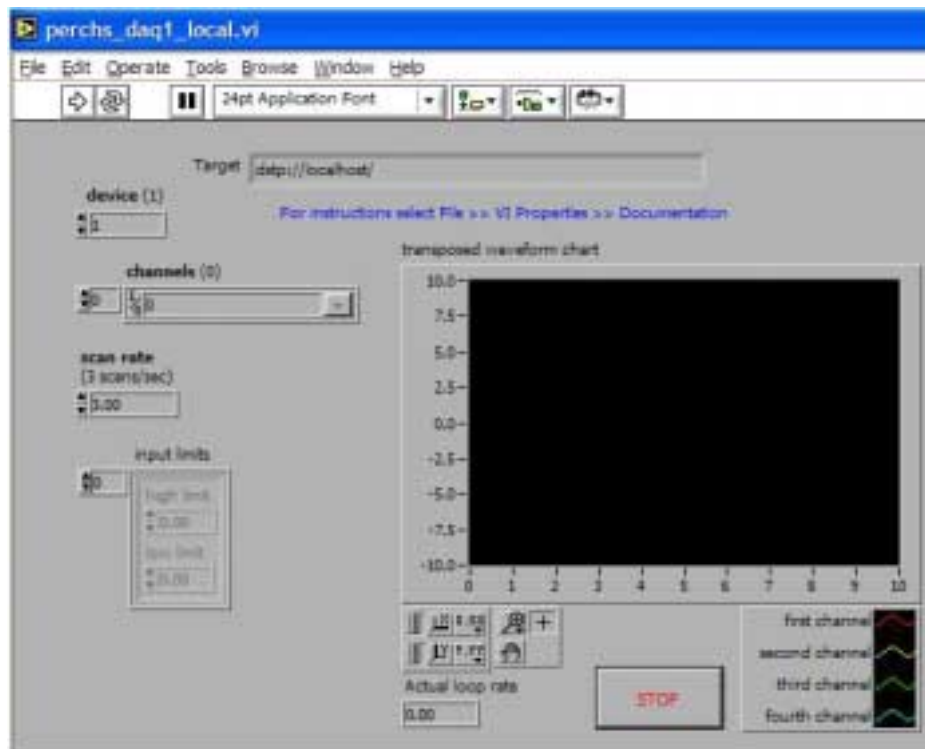 perchs_daq1_local.vi
File Edit Operate Tools Browse Window Help
24pt Application Font
Target dstp://localhost/
device (1)
1
For instructions select File >> VI Properties >> Documentation
channels (0)
0
0
scan rate
(3 scans/sec)
3.00
input limits
0
high limit
0.00
low limit
0.00
transposed waveform chart
10.0
7.5
5.0
2.5
0.0
-2.5
-5.0
-7.5
-10.0
0 1 2 3 4 5 6 7 8 9 10
Actual loop rate
0.00
STOP
first channel
second channel
third channel
fourth channel